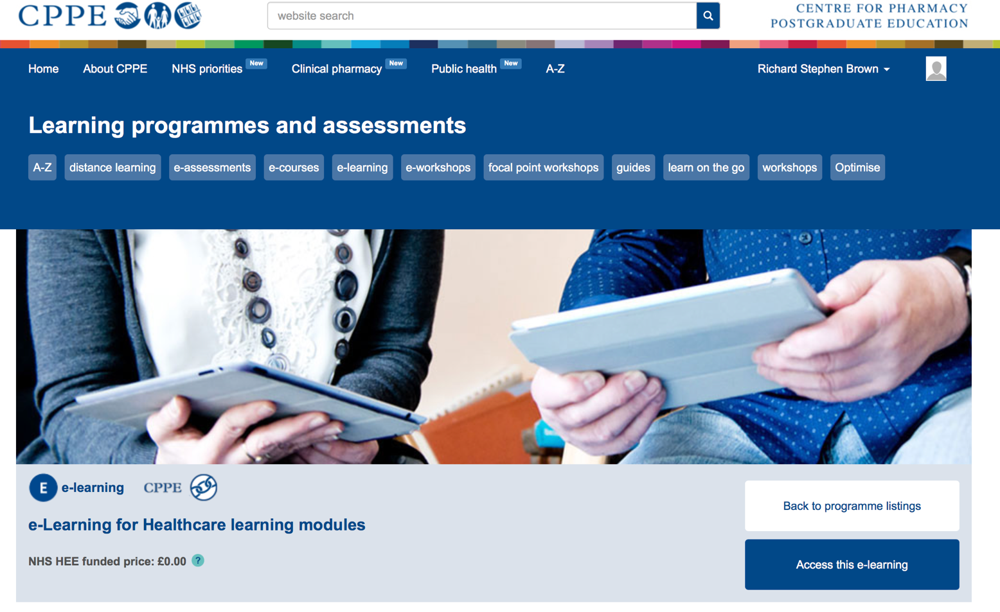 CPPE
website search
CENTRE FOR PHARMACY
POSTGRADUATE EDUCATION
Home About CPPE NHS priorities New Clinical pharmacy New Public health New A-Z Richard Stephen Brown
Learning programmes and assessments
A-Z distance learning e-assessments e-courses e-learning e-workshops focal point workshops guides learn on the go workshops Optimise
E e-learning CPPE
Back to programme listings
e-Learning for Healthcare learning modules
NHS HEE funded price: £0.00 ?
Access this e-learning